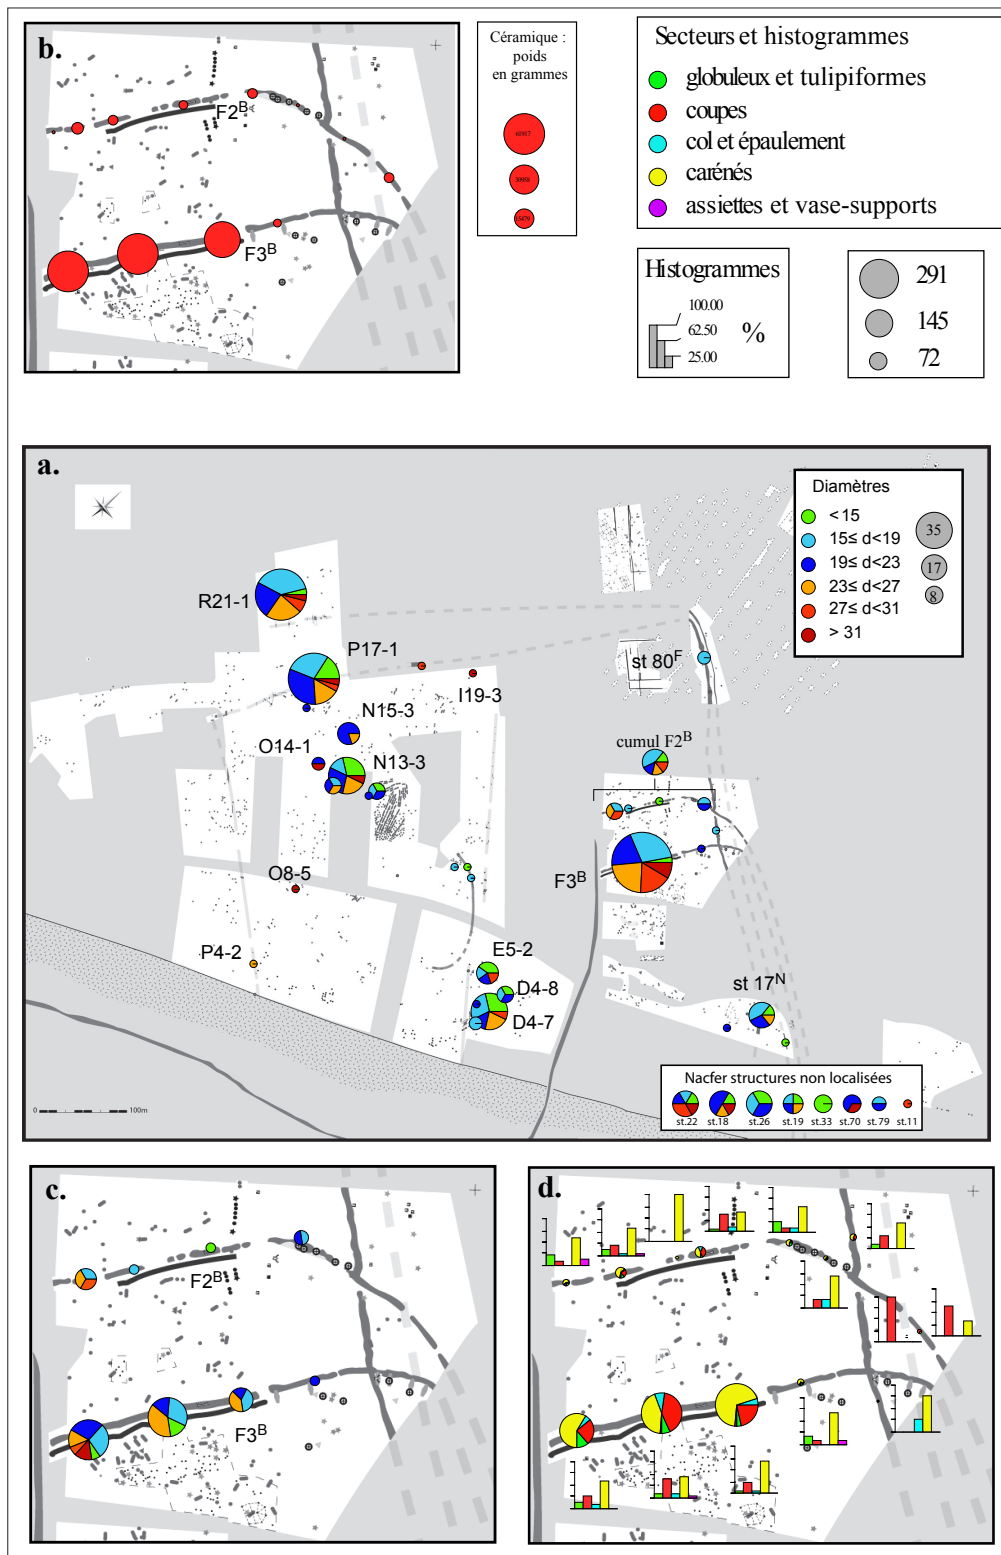 b.
F2B
F3B
Céramique :
poids
en grammes
61917
30958
15479
Secteurs et histogrammes
globuleux et tulipiformes
coupes
col et épaulement
carénés
assiettes et vase-supports
Histogrammes
100.00
62.50
25.00
%
291
145
72
a.
Diamètres
<15
15≤ d<19
19≤ d<23
23≤ d<27
27≤ d<31
> 31
35
17
8
R21-1
P17-1
I19-3
N15-3
O14-1
N13-3
st 80F
cumul F2B
F3B
O8-5
P4-2
E5-2
D4-8
D4-7
st 17N
0 100m
Nacfer structures non localisées
st.22 st.18 st.26 st.19 st.33 st.70 st.79 st.11
c.
F2B
F3B
d.